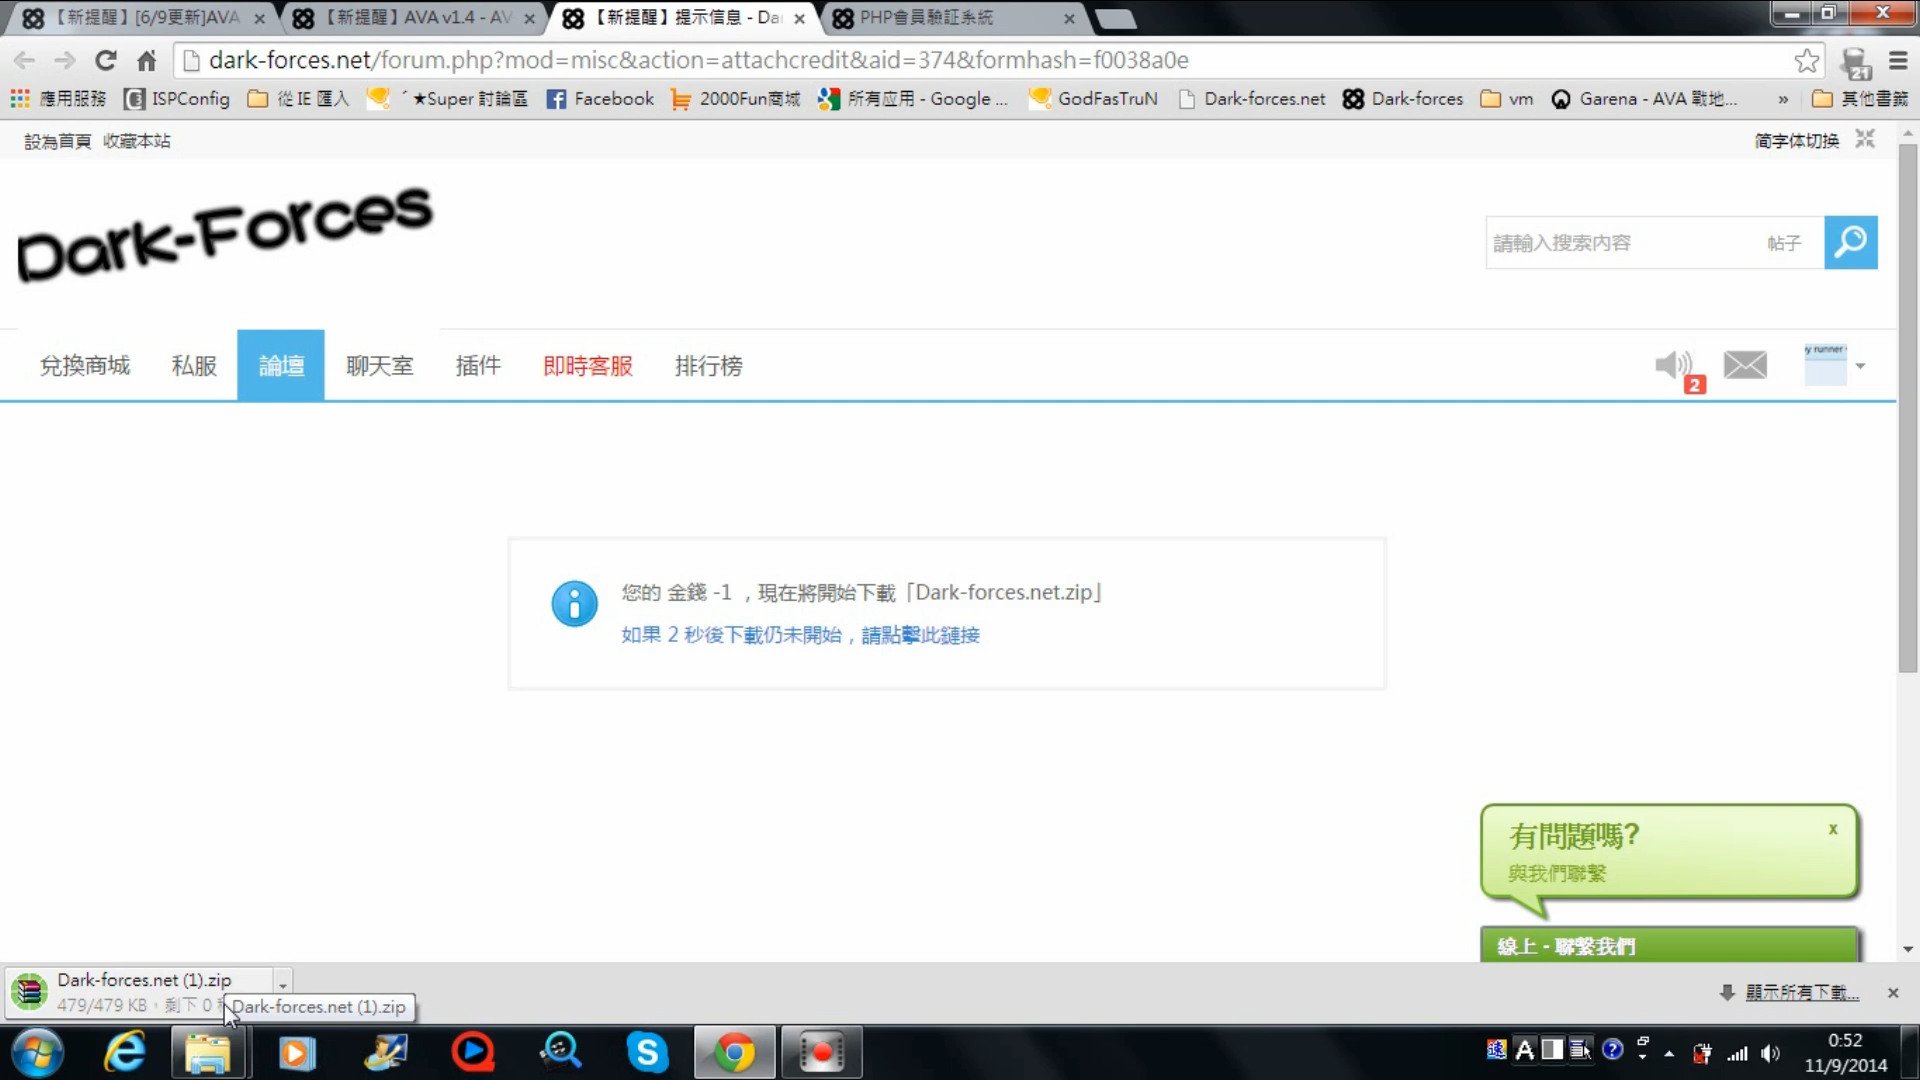 【新提醒】[6/9更新]AVA
【新提醒】AVA v1.4 - AV
【新提醒】提示信息 - Da
PHP會員驗証系統
dark-forces.net/forum.php?mod=misc&action=attachcredit&aid=374&formhash=f0038a0e
21
應用服務
ISPConfig
從 IE 匯入
´★Super 討論區
Facebook
2000Fun商城
所有应用 - Google ...
GodFasTruN
Dark-forces.net
Dark-forces
vm
Garena - AVA 戰地...
»
其他書籤
設為首頁 收藏本站
简字体切换
Dark-Forces
請輸入搜索内容
帖子
兌換商城
私服
論壇
聊天室
插件
即時客服
排行榜
2
y runner
您的 金錢 -1 ，現在將開始下載「Dark-forces.net.zip」
如果 2 秒後下載仍未開始，請點擊此鏈接
有問題嗎?
x
與我們聯繫
線上 - 聯繫我們
Dark-forces.net (1).zip
479/479 KB，剩下 0
Dark-forces.net (1).zip
顯示所有下載...
速
A
0:52
11/9/2014